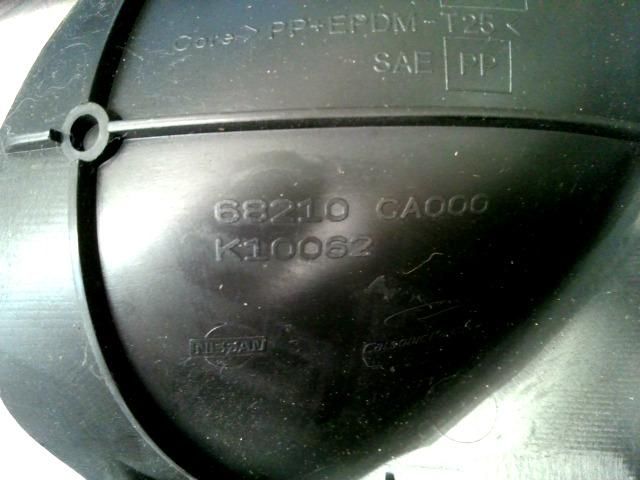 Core > PP+EPDM-T25 <
SAE PP
68210 CA000
K10062
NISSAN